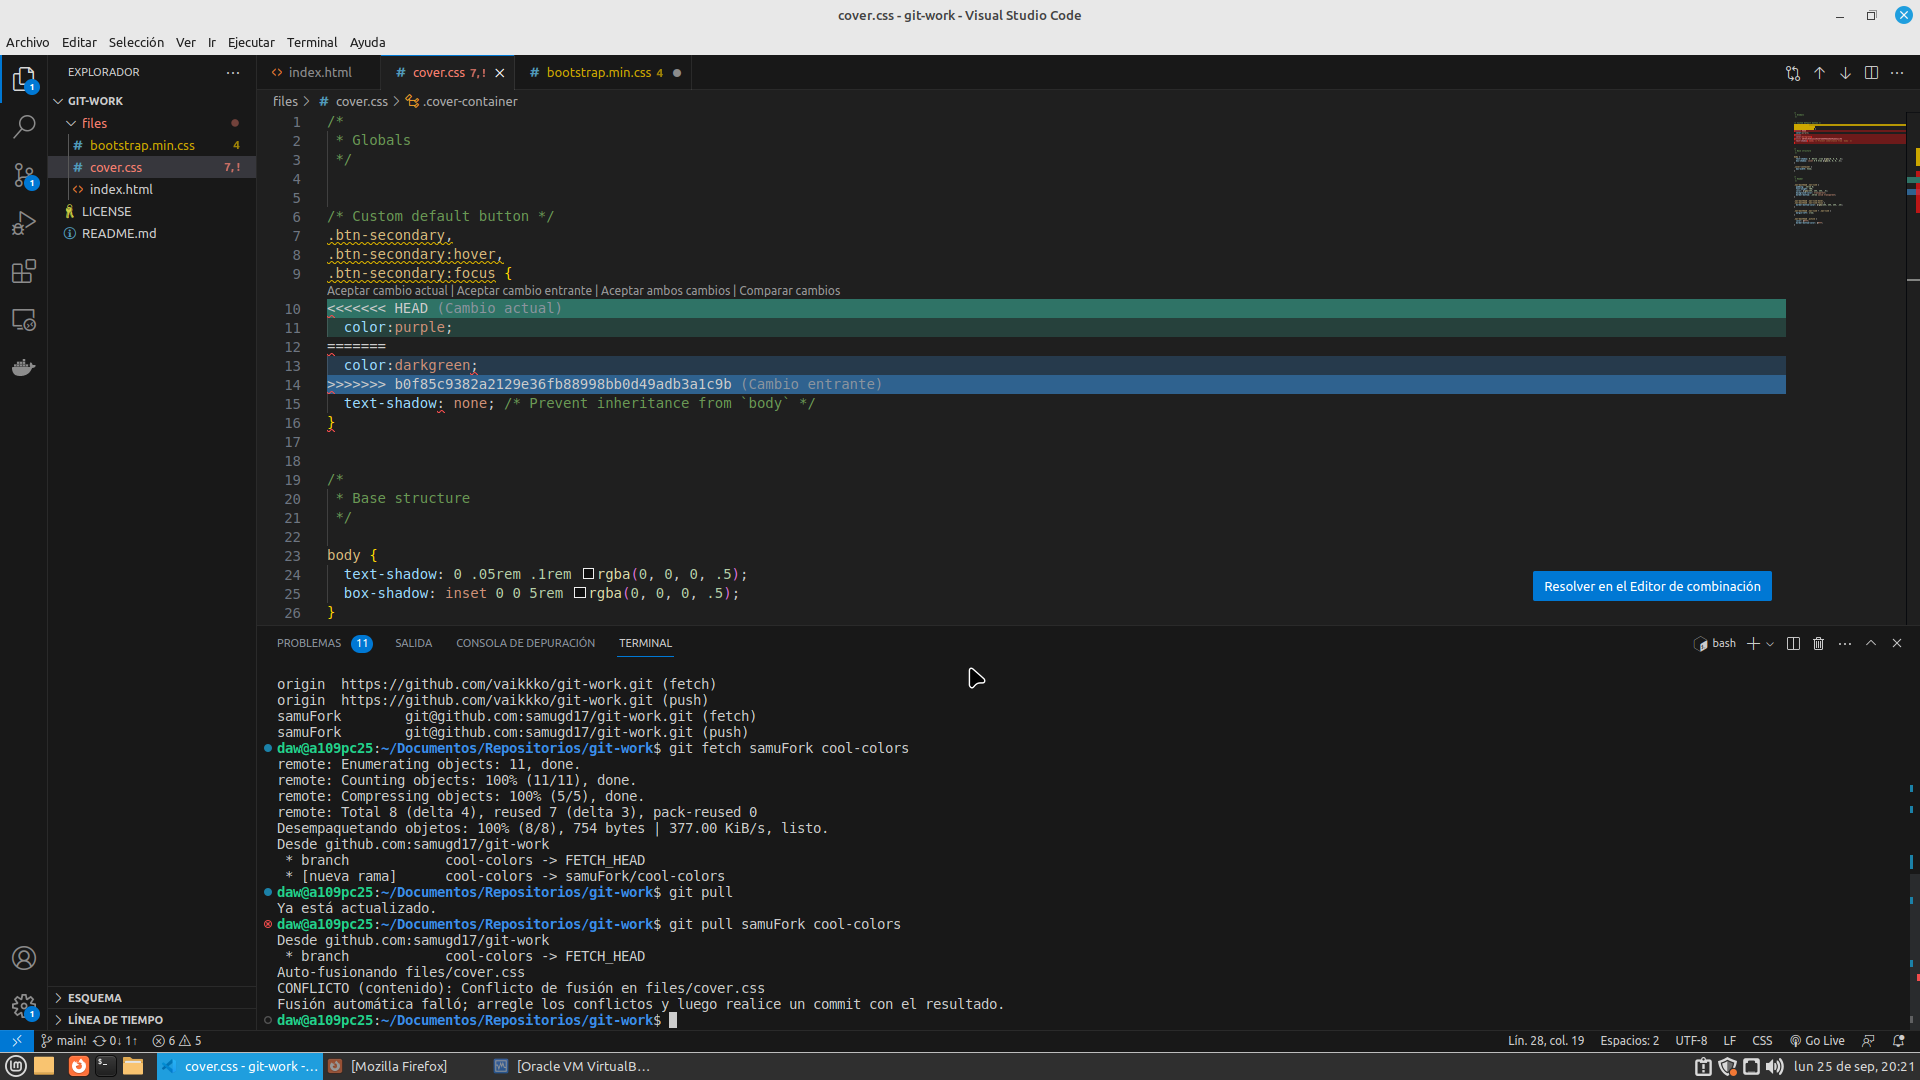 cover.css - git-work - Visual Studio Code
Archivo Editar Selección Ver Ir Ejecutar Terminal Ayuda
EXPLORADOR
GIT-WORK
files
bootstrap.min.css 4
cover.css 7, !
index.html
LICENSE
README.md
ESQUEMA
LÍNEA DE TIEMPO
1
1
1
index.html
cover.css 7, !
bootstrap.min.css 4
files > cover.css > .cover-container
1 /*
2 * Globals
3 */
4
5
6 /* Custom default button */
7 .btn-secondary,
8 .btn-secondary:hover,
9 .btn-secondary:focus {
Aceptar cambio actual | Aceptar cambio entrante | Aceptar ambos cambios | Comparar cambios
10 <<<<<<< HEAD (Cambio actual)
11 color:purple;
12 =======
13 color:darkgreen;
14 >>>>>>> b0f85c9382a2129e36fb88998bb0d49adb3a1c9b (Cambio entrante)
15 text-shadow: none; /* Prevent inheritance from `body` */
16 }
17
18
19 /*
20 * Base structure
21 */
22
23 body {
24 text-shadow: 0 .05rem .1rem rgba(0, 0, 0, .5);
25 box-shadow: inset 0 0 5rem rgba(0, 0, 0, .5);
26 }
Resolver en el Editor de combinación
PROBLEMAS 11 SALIDA CONSOLA DE DEPURACIÓN TERMINAL
bash
origin https://github.com/vaikkko/git-work.git (fetch)
origin https://github.com/vaikkko/git-work.git (push)
samuFork git@github.com:samugd17/git-work.git (fetch)
samuFork git@github.com:samugd17/git-work.git (push)
daw@a109pc25:~/Documentos/Repositorios/git-work$ git fetch samuFork cool-colors
remote: Enumerating objects: 11, done.
remote: Counting objects: 100% (11/11), done.
remote: Compressing objects: 100% (5/5), done.
remote: Total 8 (delta 4), reused 7 (delta 3), pack-reused 0
Desempaquetando objetos: 100% (8/8), 754 bytes | 377.00 KiB/s, listo.
Desde github.com:samugd17/git-work
* branch cool-colors -> FETCH_HEAD
* [nueva rama] cool-colors -> samuFork/cool-colors
daw@a109pc25:~/Documentos/Repositorios/git-work$ git pull
Ya está actualizado.
daw@a109pc25:~/Documentos/Repositorios/git-work$ git pull samuFork cool-colors
Desde github.com:samugd17/git-work
* branch cool-colors -> FETCH_HEAD
Auto-fusionando files/cover.css
CONFLICTO (contenido): Conflicto de fusión en files/cover.css
Fusión automática falló; arregle los conflictos y luego realice un commit con el resultado.
daw@a109pc25:~/Documentos/Repositorios/git-work$
main! 0↓ 1↑ 6 5
Lín. 28, col. 19 Espacios: 2 UTF-8 LF CSS Go Live
cover.css - git-work -... [Mozilla Firefox] [Oracle VM VirtualB... lun 25 de sep, 20:21